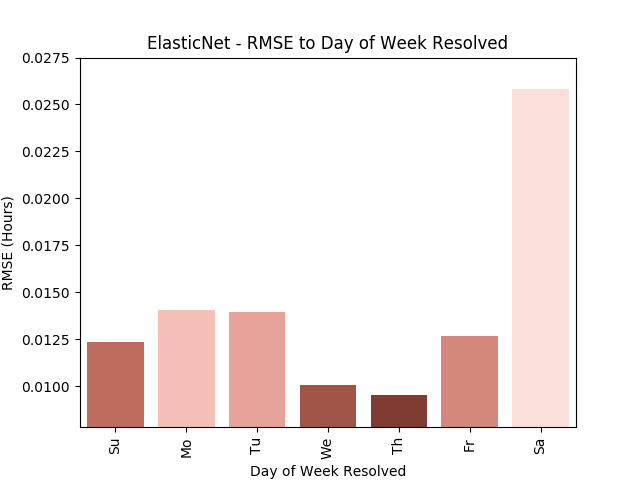 ElasticNet - RMSE to Day of Week Resolved
0.0275
0.0250
0.0225
0.0200
0.0175
0.0150
0.0125
0.0100
RMSE (Hours)
Su Mo Tu We Th Fr Sa
Day of Week Resolved